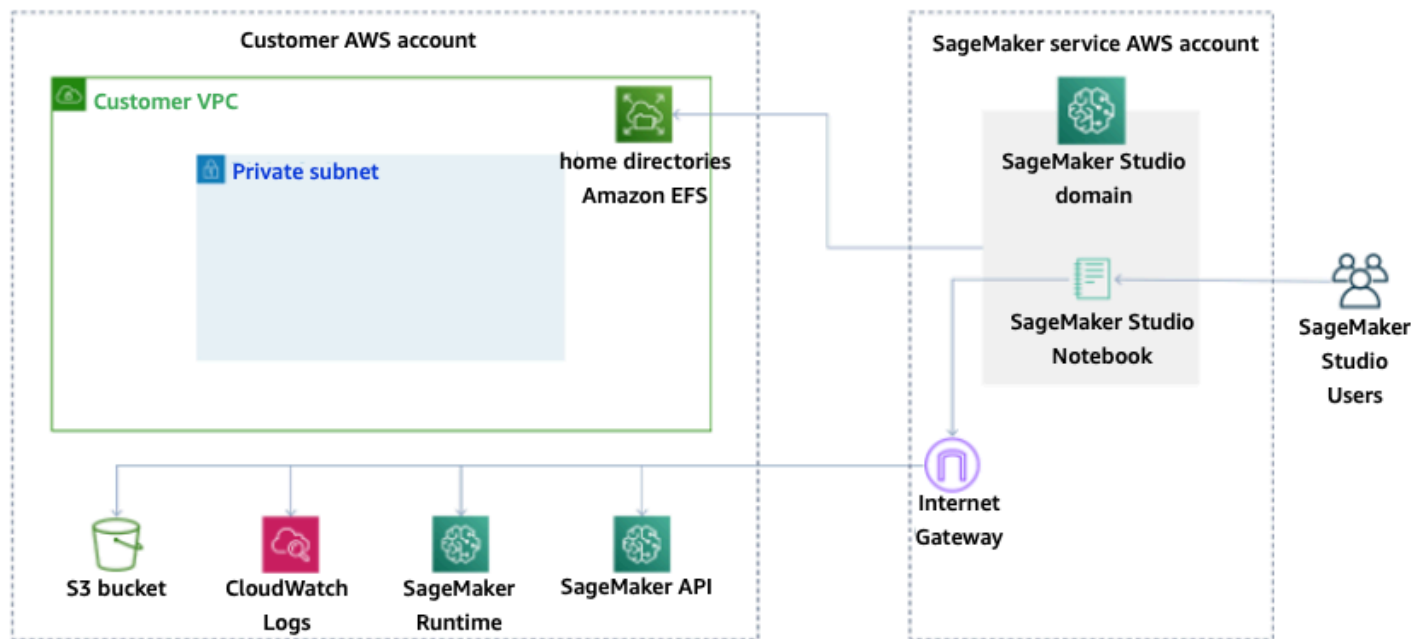 Customer AWS account
Customer VPC
Private subnet
home directories
Amazon EFS
S3 bucket
CloudWatch
Logs
SageMaker
Runtime
SageMaker API
SageMaker service AWS account
SageMaker Studio
domain
SageMaker Studio
Notebook
Internet
Gateway
SageMaker
Studio
Users